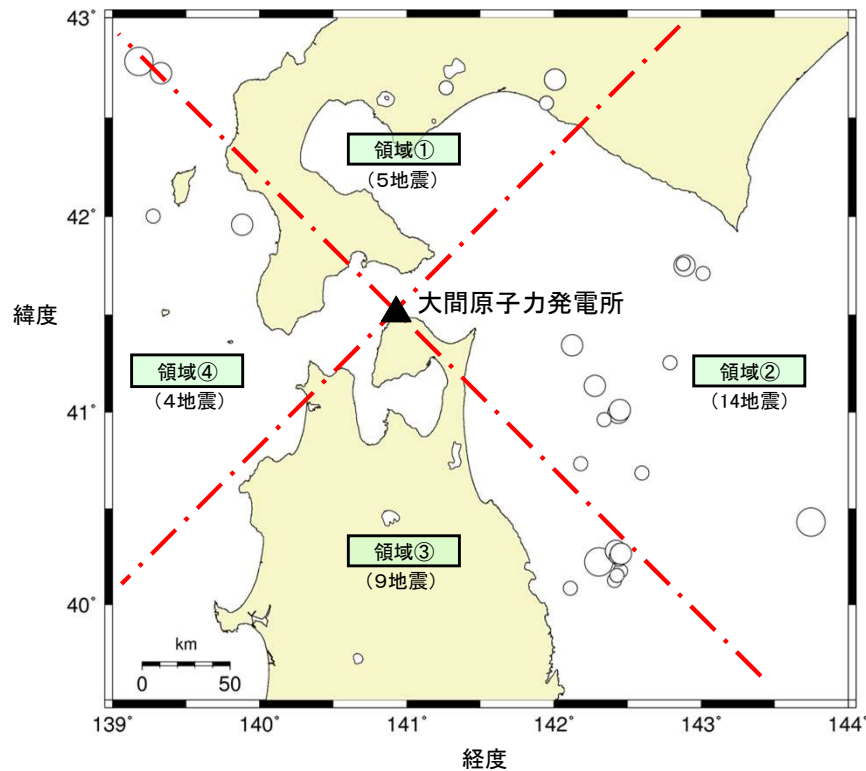 43°
領域①
（5地震）
42°
大間原子力発電所
緯度
領域④
（4地震）
領域②
（14地震）
41°
領域③
（9地震）
40°
km
0 50
139° 140° 141° 142° 143° 144°
経度